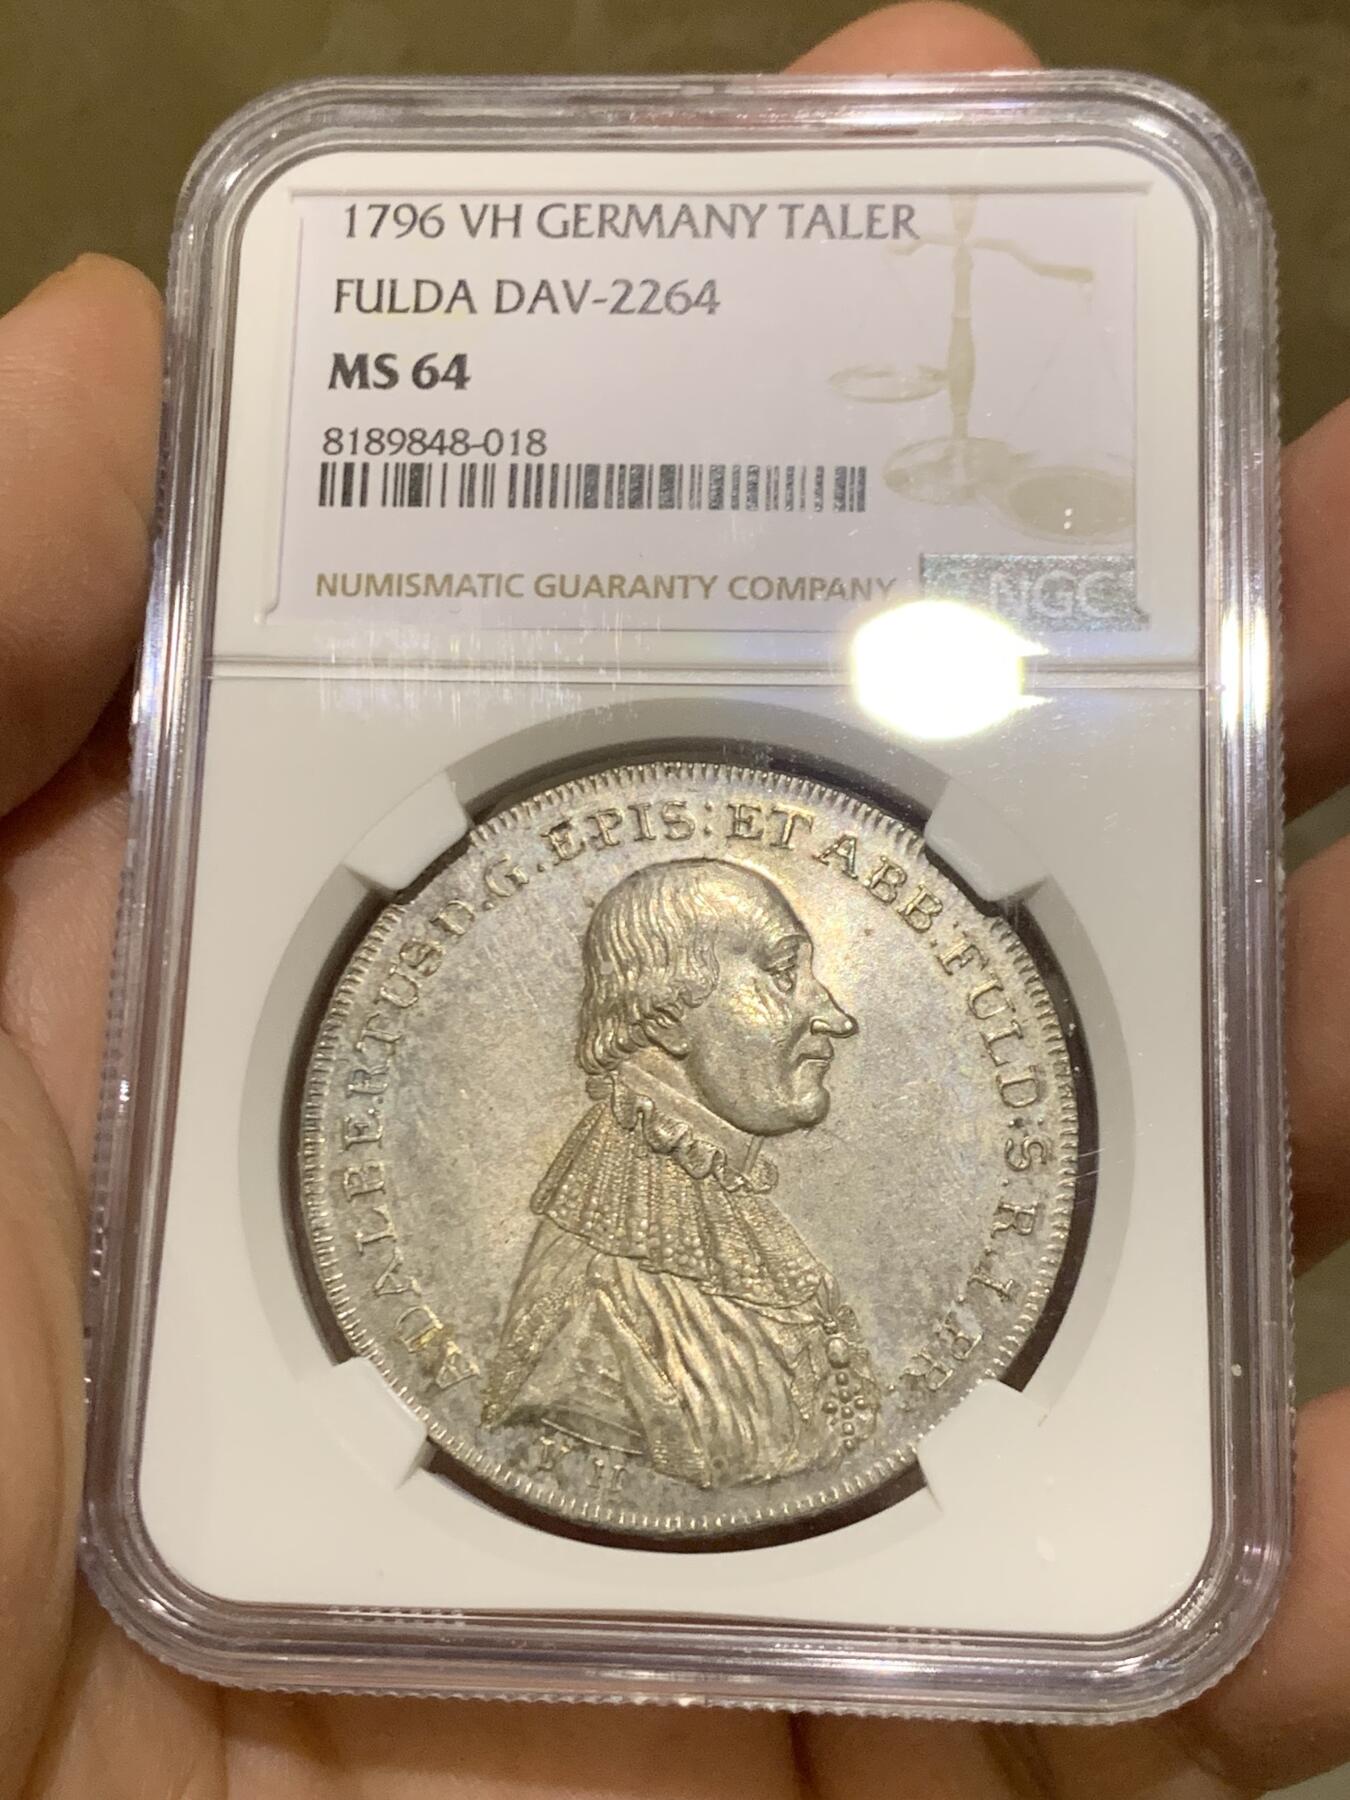 1796 VH GERMANY TALER
FULDA DAV-2264
MS 64
8189848-018
NUMISMATIC GUARANTY COMPANY
NGC
ADALBERTUS D.G.EPIS:ET ABB.FULD:S.R.I.PR.
V H